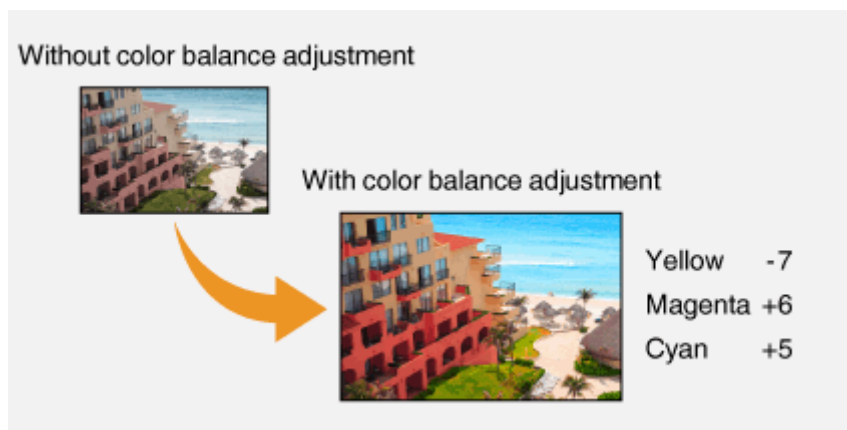 Without color balance adjustment
With color balance adjustment
Yellow -7
Magenta +6
Cyan +5